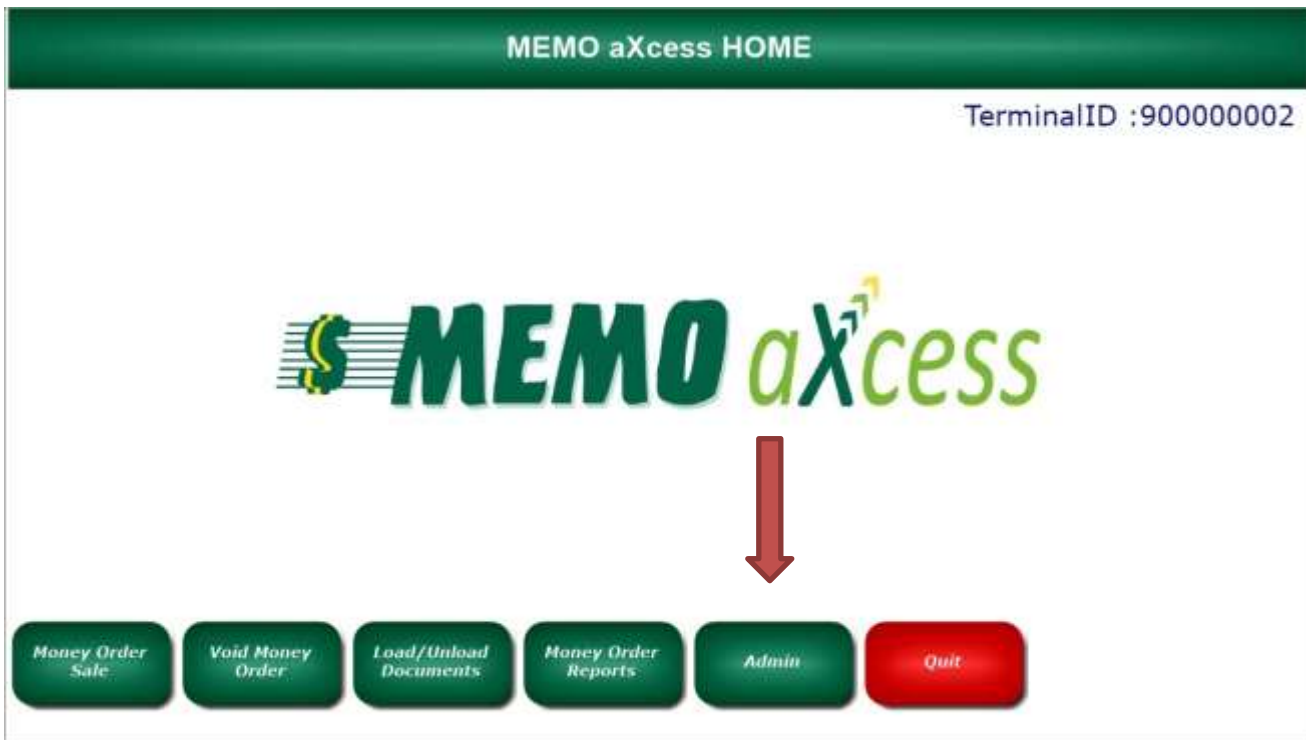 MEMO aXcess HOME
TerminalID :900000002
$ MEMO aXcess
Money Order
Sale
Void Money
Order
Load/Unload
Documents
Money Order
Reports
Admin
Quit